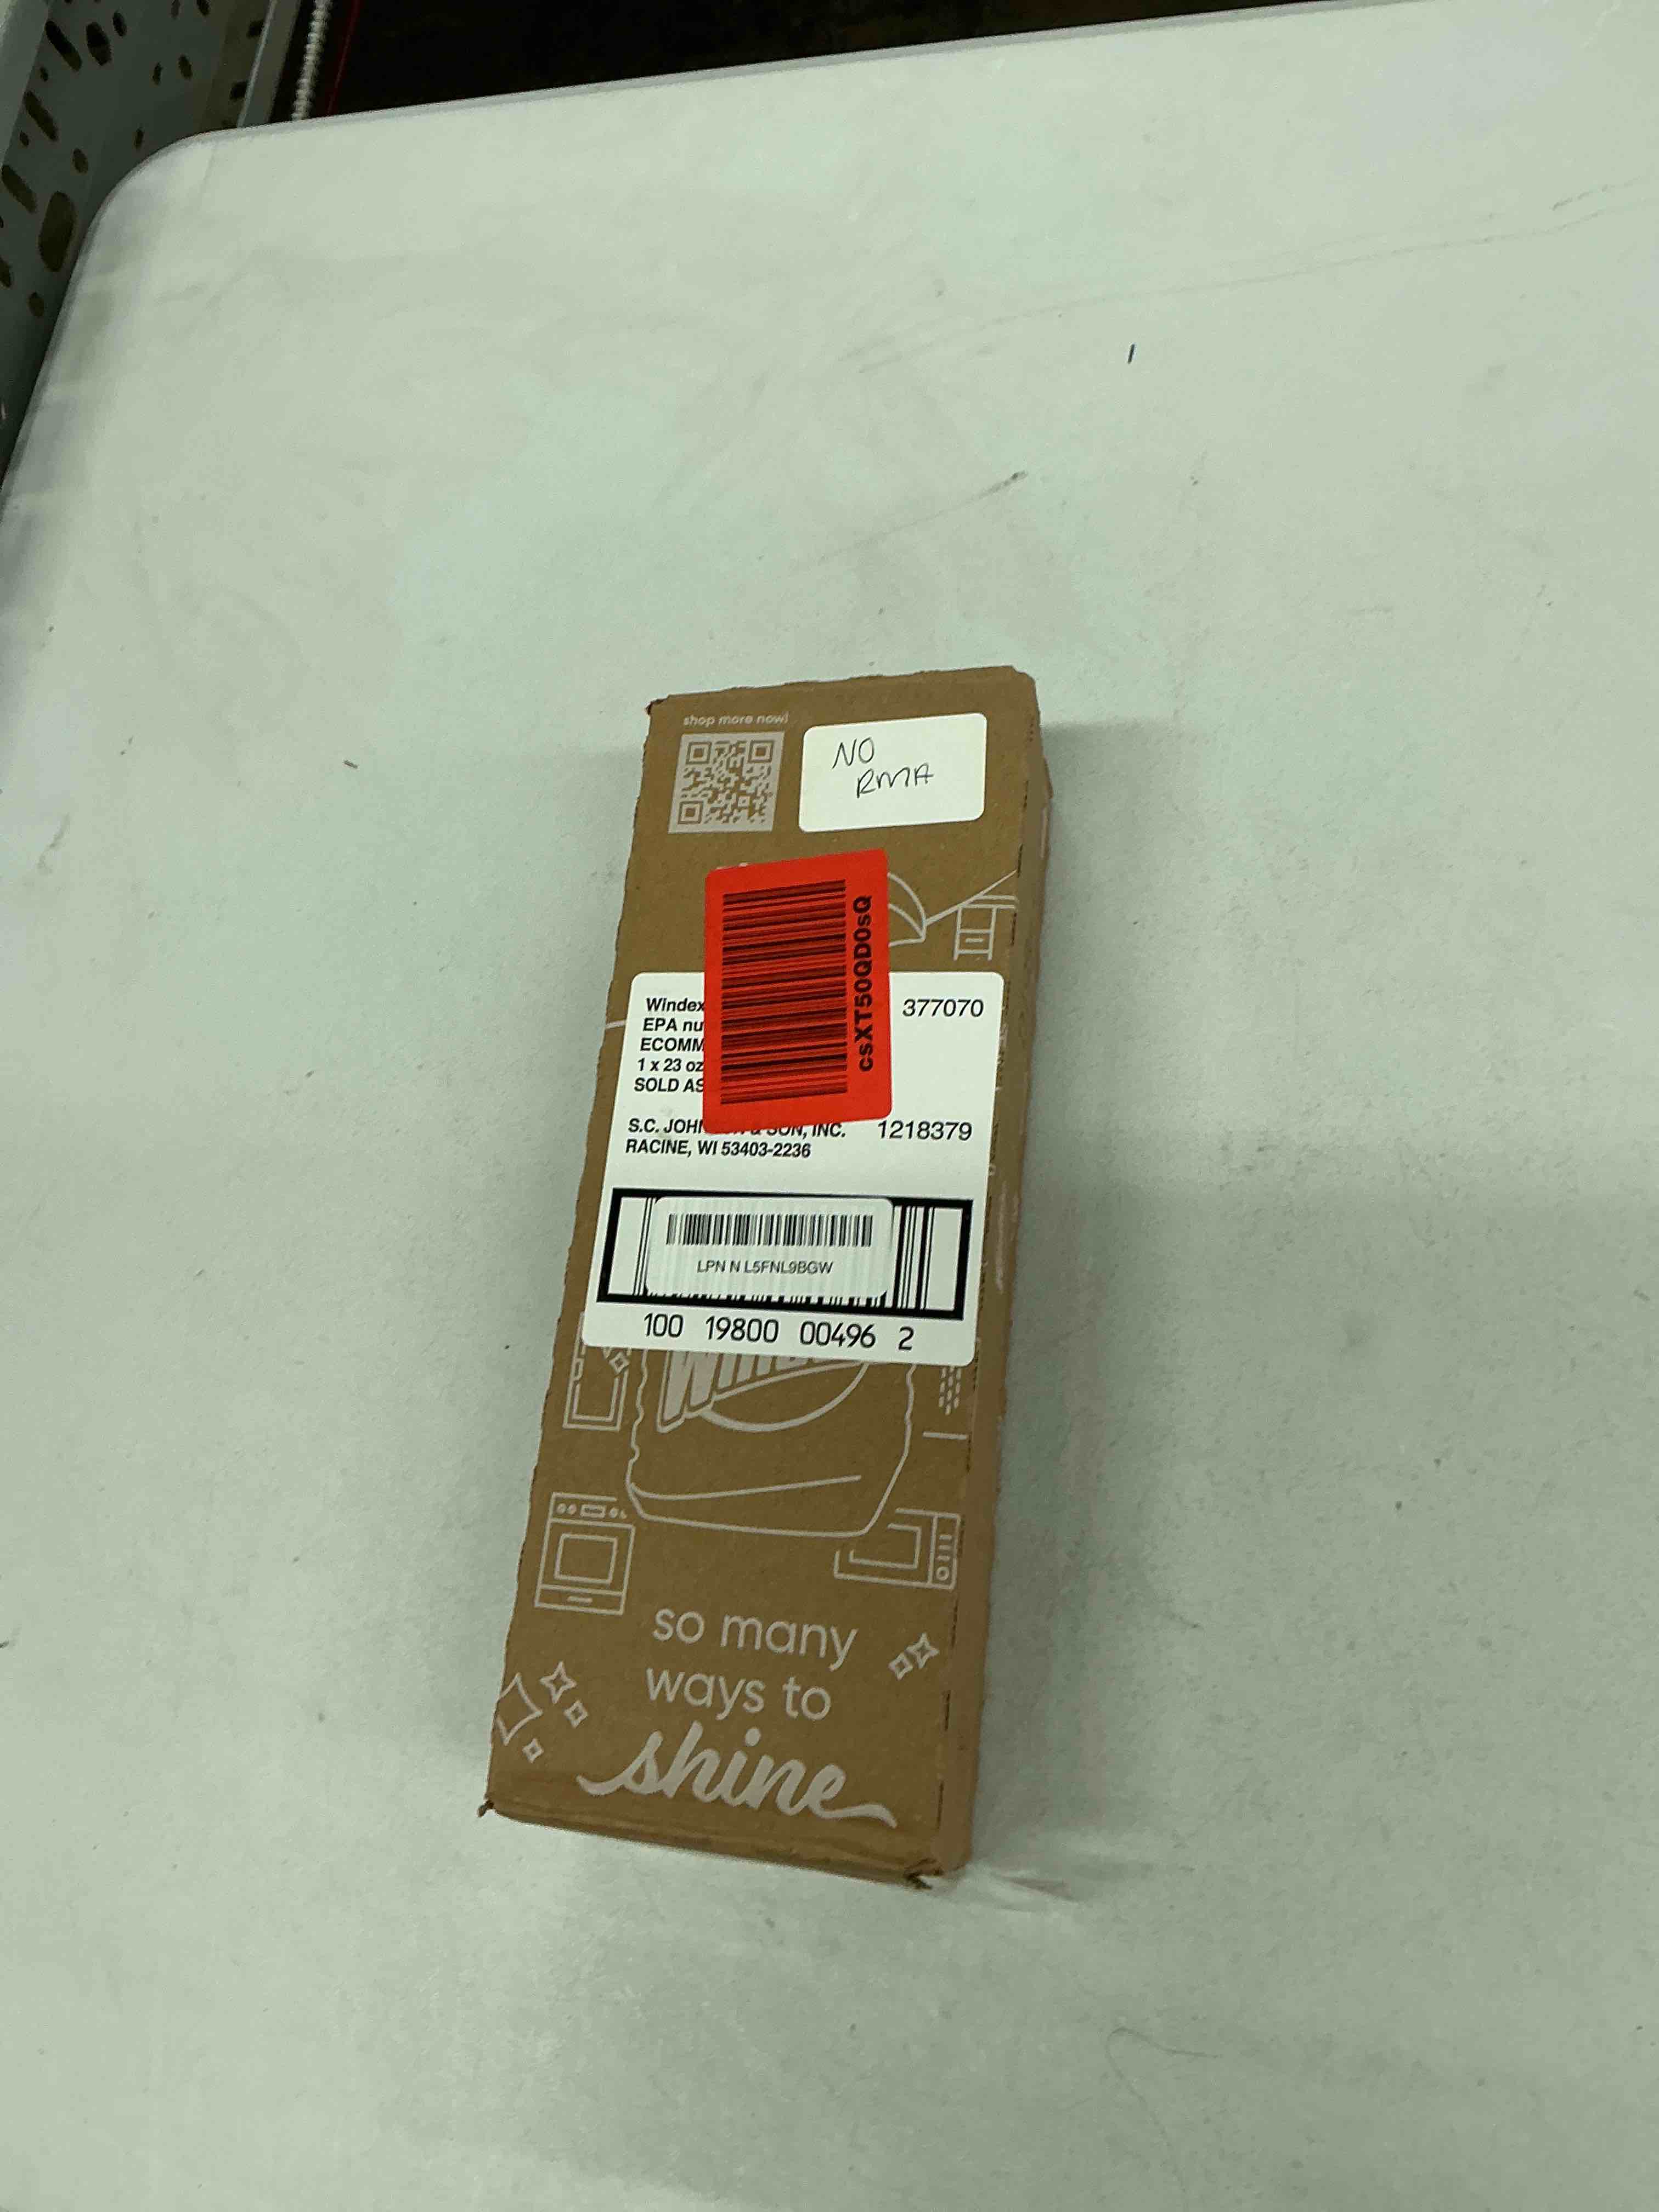 shop more now!
NO
RMA
csXT50QD0sQ
Windex
377070
EPA nu
ECOMM
1 x 23 oz
SOLD AS
S.C. JOHNSON & SON, INC.
1218379
RACINE, WI 53403-2236
LPN N L5FNL9BGW
100 19800 00496 2
so many
ways to
shine